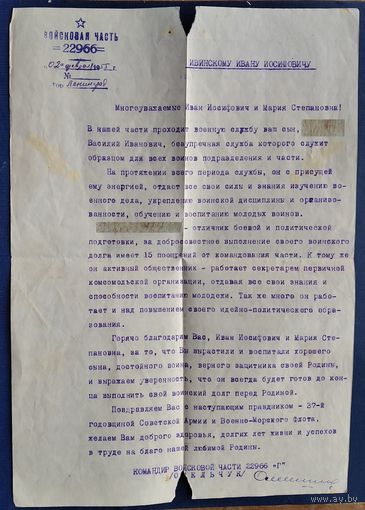 ВОЙСКОВАЯ ЧАСТЬ
22966
"02" февраля г.
№
гор. Ленинград
ИВИНСКОМУ ИВАНУ ИОСИФОВИЧУ
Многоуважаемые Иван Иосифович и Мария Степановна!
В нашей части проходит военную службу ваш сын,
Василий Иванович, безупречная служба которого служит
образцом для всех воинов подразделения и части.
На протяжении всего периода службы, он с присущей
ему энергией, отдает все свои силы и знания изучению во-
енного дела, укреплению воинской дисциплины и организо-
ванности, обучению и воспитанию молодых воинов.
- отличник боевой и политической
подготовки, за добросовестное выполнение своего воинского
долга имеет 15 поощрений от командования части. К тому же
он активный общественник - работает секретарем первичной
комсомольской организации, отдавая все свои знания и
способности воспитанию молодежи. Так же много он рабо-
тает и над повышением своего идейно-политического обра-
зования.
Горячо благодарим Вас, Иван Иосифович и Мария Сте-
пановна, за то, что Вы вырастили и воспитали хорошего
сына, достойного воина, верного защитника своей Родины,
и выражаем уверенность, что он всегда будет готов до кон-
ца выполнить свой воинский долг перед Родиной.
Поздравляем Вас с наступающим праздником - 37-й
годовщиной Советской Армии и Военно-Морского Флота,
желаем Вам доброго здоровья, долгих лет жизни и успехов
в труде на благо нашей любимой Родины.
КОМАНДИР ВОЙСКОВОЙ ЧАСТИ 22966 "Г"
ЕЛЬЧУК/
av.by